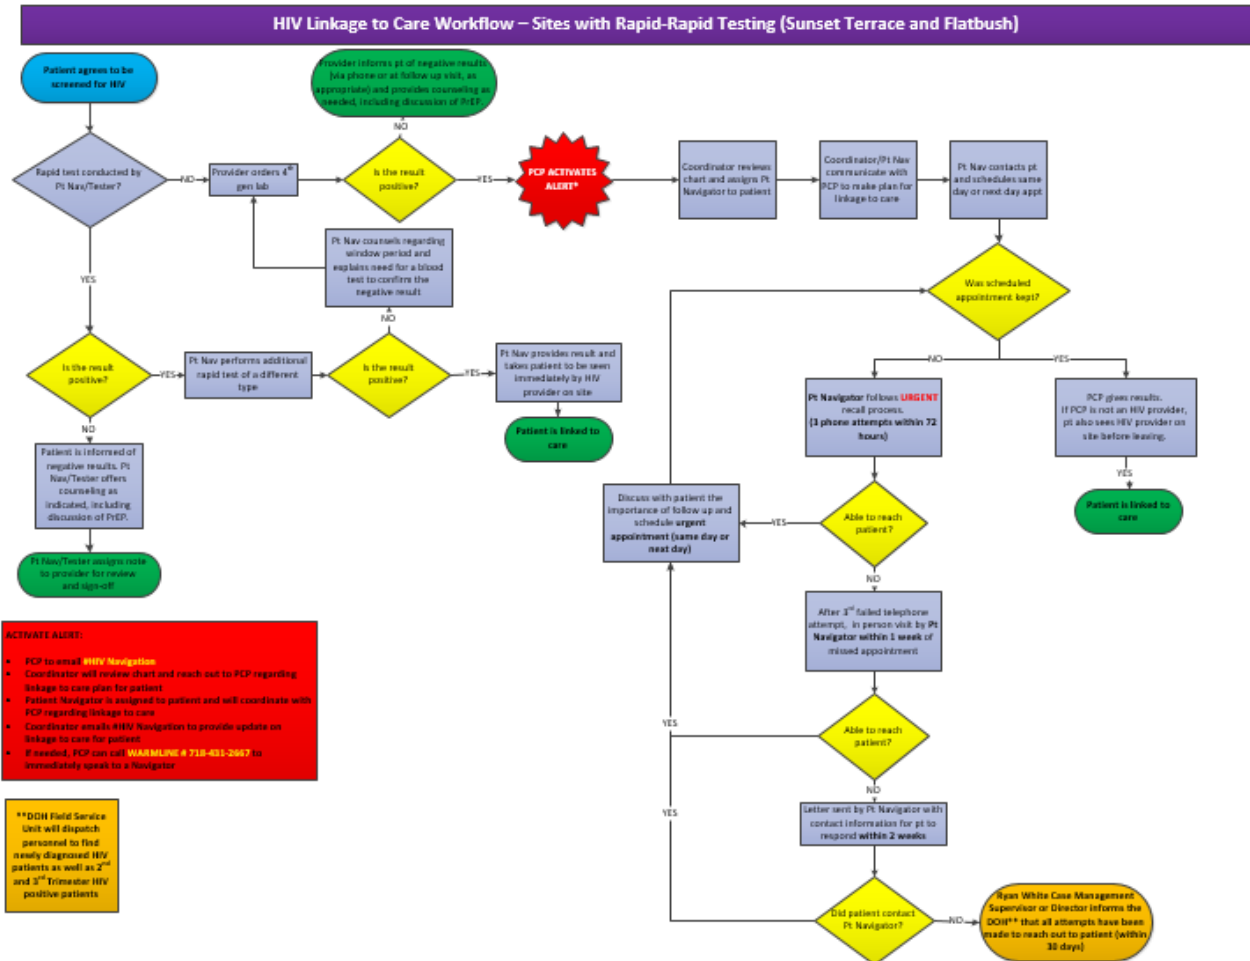 HIV Linkage to Care Workflow – Sites with Rapid-Rapid Testing (Sunset Terrace and Flatbush)
Patient agrees to be
screened for HIV
Provider informs pt of negative results
(via phone or at follow up visit, as
appropriate) and provides counseling as
needed, including discussion of PrEP.
NO
Rapid test conducted by
Pt Nav/Tester?
NO
Provider orders 4th
gen lab
Is the result
positive?
YES
PCP ACTIVATES
ALERT*
Coordinator reviews
chart and assigns Pt
Navigator to patient
Coordinator/Pt Nav
communicate with
PCP to make plan for
linkage to care
Pt Nav contacts pt
and schedules same
day or next day appt
YES
Pt Nav counsels regarding
window period and
explains need for a blood
test to confirm the
negative result
NO
Was scheduled
appointment kept?
NO
YES
Is the result
positive?
YES
Pt Nav performs additional
rapid test of a different
type
Is the result
positive?
YES
Pt Nav provides result and
takes patient to be seen
immediately by HIV
provider on site
Patient is linked to
care
NO
Patient is informed of
negative results. Pt
Nav/Tester offers
counseling as
indicated, including
discussion of PrEP.
Pt Nav/Tester assigns note
to provider for review
and sign-off
Pt Navigator follows URGENT
recall process.
(3 phone attempts within 72
hours)
PCP gives results.
If PCP is not an HIV provider,
pt also sees HIV provider on
site before leaving.
YES
Patient is linked to
care
Discuss with patient the
importance of follow up and
schedule urgent
appointment (same day or
next day)
YES
Able to reach
patient?
NO
After 3rd failed telephone
attempt, in person visit by Pt
Navigator within 1 week of
missed appointment
YES
Able to reach
patient?
NO
YES
Letter sent by Pt Navigator with
contact information for pt to
respond within 2 weeks
Did patient contact
Pt Navigator?
NO
Ryan White Case Management
Supervisor or Director informs the
DOH** that all attempts have been
made to reach out to patient (within
30 days)
ACTIVATE ALERT:
• PCP to email #HIV Navigation
• Coordinator will review chart and reach out to PCP regarding
linkage to care plan for patient
• Patient Navigator is assigned to patient and will coordinate with
PCP regarding linkage to care
• Coordinator emails #HIV Navigation to provide update on
linkage to care for patient
• If needed, PCP can call WARMLINE # 718-431-2667 to
immediately speak to a Navigator
**DOH Field Service
Unit will dispatch
personnel to find
newly diagnosed HIV
patients as well as 2nd
and 3rd Trimester HIV
positive patients